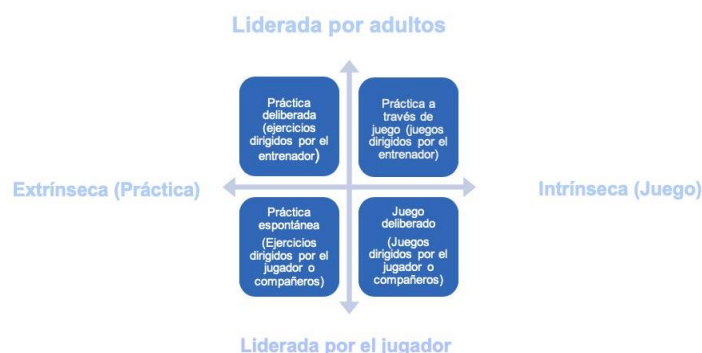 Liderada por adultos
Práctica
deliberada
(ejercicios
dirigidos por el
entrenador)
Práctica a
través de
juego (juegos
dirigidos por el
entrenador)
Extrínseca (Práctica)
Intrínseca (Juego)
Práctica
espontánea
(Ejercicios
dirigidos por el
jugador o
compañeros)
Juego
deliberado
(Juegos
dirigidos por el
jugador o
compañeros)
Liderada por el jugador